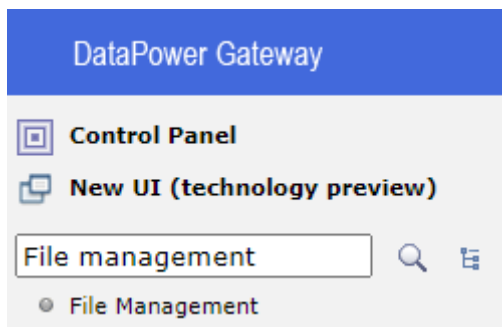 DataPower Gateway
Control Panel
New UI (technology preview)
File management
File Management